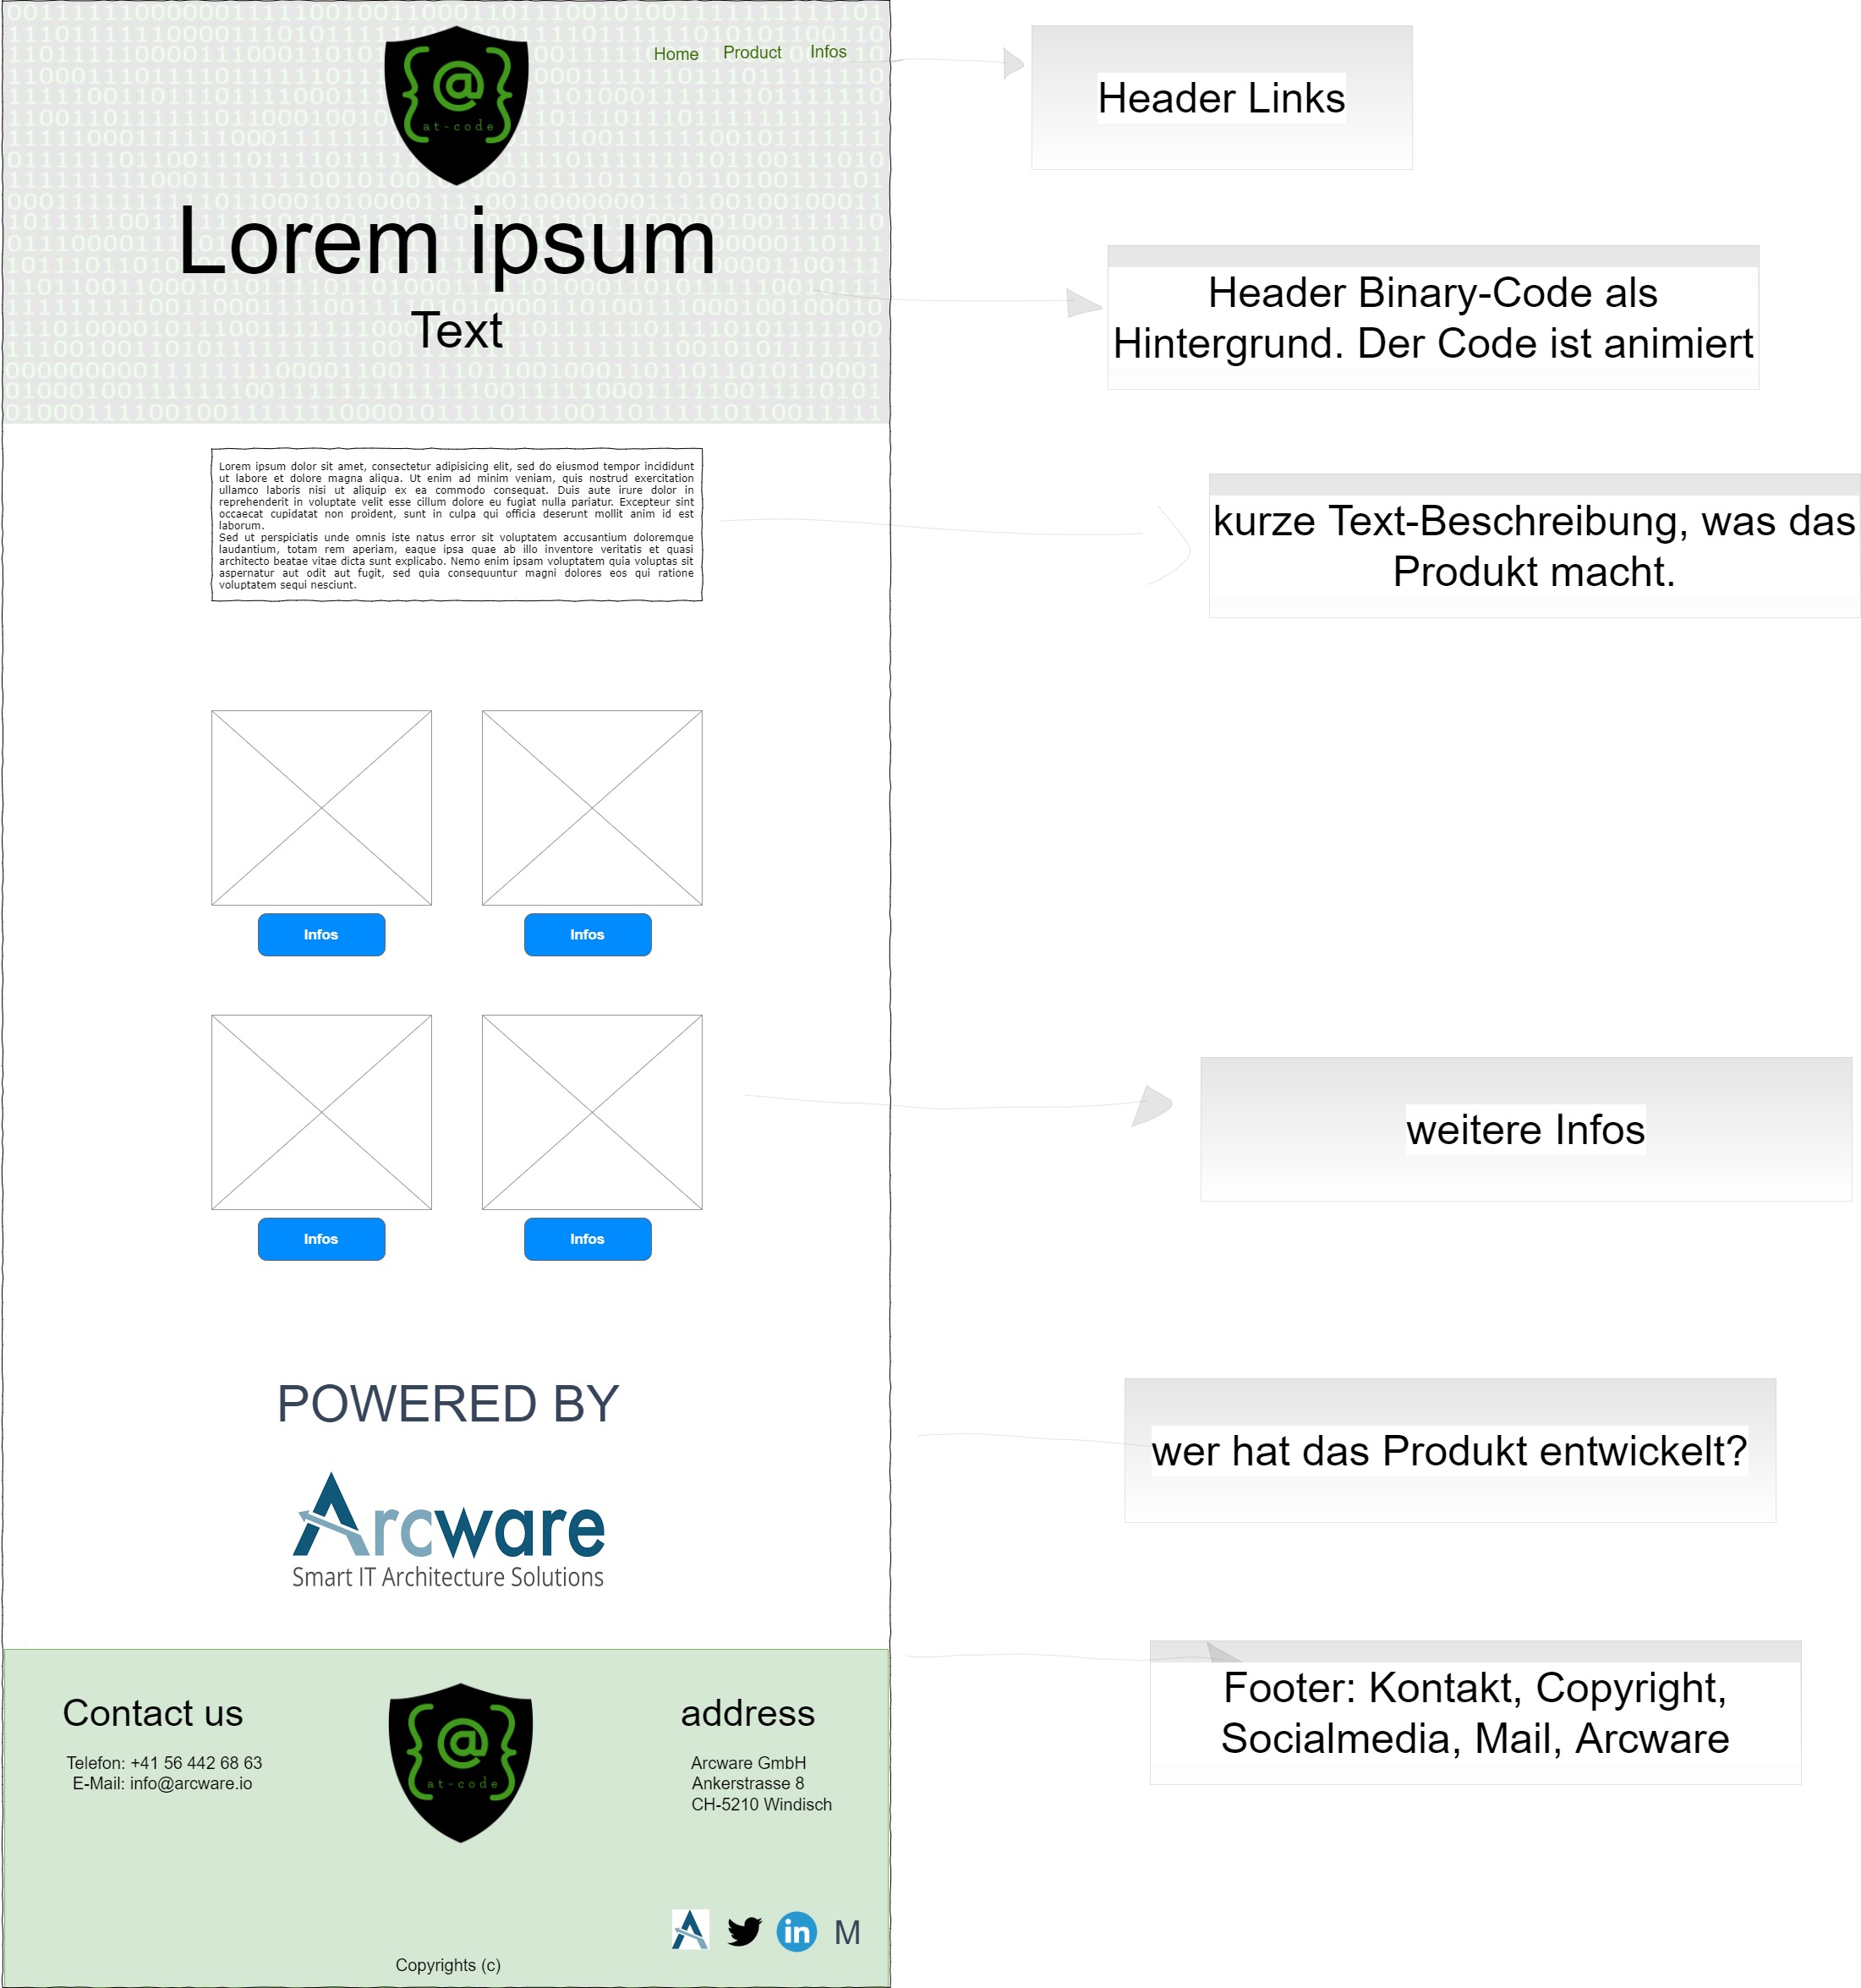 Home Product Infos
at-code
Lorem ipsum
Text
Header Links
Header Binary-Code als
Hintergrund. Der Code ist animiert
Lorem ipsum dolor sit amet, consectetur adipisicing elit, sed do eiusmod tempor incididunt
ut labore et dolore magna aliqua. Ut enim ad minim veniam, quis nostrud exercitation
ullamco laboris nisi ut aliquip ex ea commodo consequat. Duis aute irure dolor in
reprehenderit in voluptate velit esse cillum dolore eu fugiat nulla pariatur. Excepteur sint
occaecat cupidatat non proident, sunt in culpa qui officia deserunt mollit anim id est
laborum.
Sed ut perspiciatis unde omnis iste natus error sit voluptatem accusantium doloremque
laudantium, totam rem aperiam, eaque ipsa quae ab illo inventore veritatis et quasi
architecto beatae vitae dicta sunt explicabo. Nemo enim ipsam voluptatem quia voluptas sit
aspernatur aut odit aut fugit, sed quia consequuntur magni dolores eos qui ratione
voluptatem sequi nesciunt.
kurze Text-Beschreibung, was das
Produkt macht.
Infos Infos
weitere Infos
Infos Infos
POWERED BY
wer hat das Produkt entwickelt?
Arcware
Smart IT Architecture Solutions
Footer: Kontakt, Copyright,
Socialmedia, Mail, Arcware
Contact us
Telefon: +41 56 442 68 63
E-Mail: info@arcware.io
@
at-code
address
Arcware GmbH
Ankerstrasse 8
CH-5210 Windisch
in M
Copyrights (c)